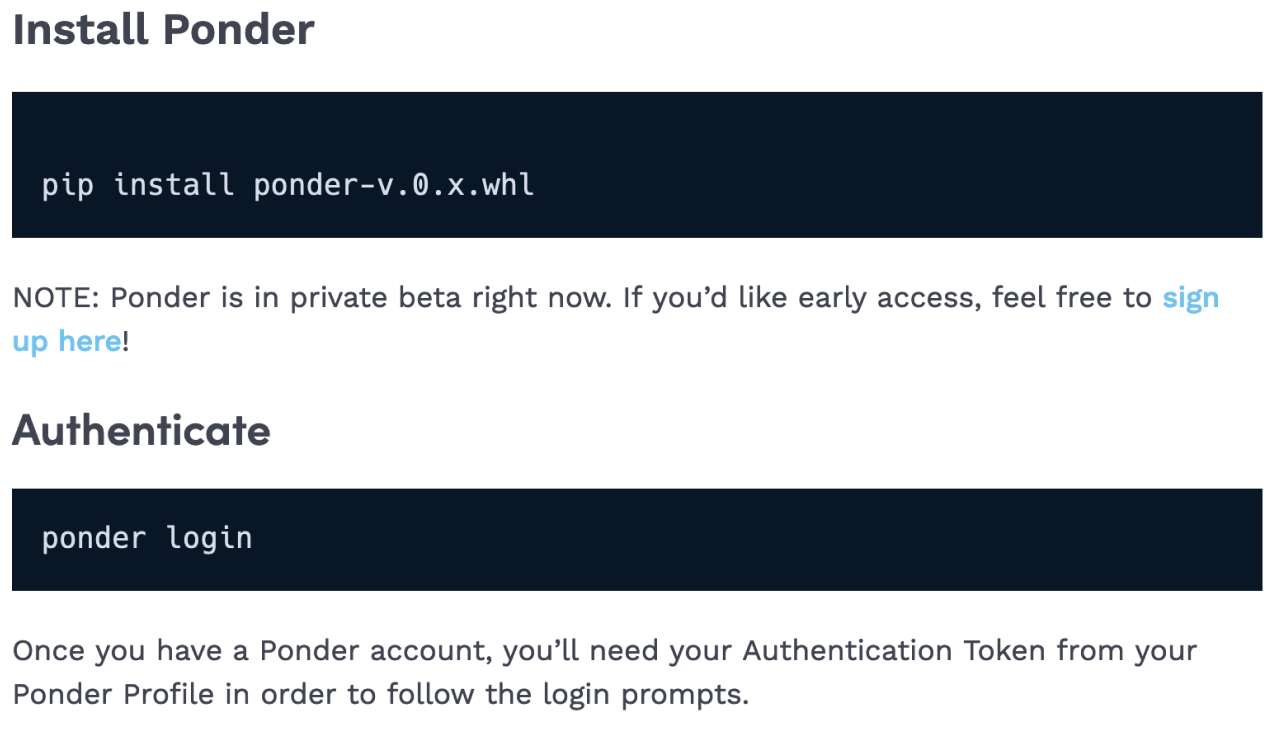 Install Ponder
pip install ponder-v.0.x.whl
NOTE: Ponder is in private beta right now. If you’d like early access, feel free to sign
up here!
Authenticate
ponder login
Once you have a Ponder account, you’ll need your Authentication Token from your
Ponder Profile in order to follow the login prompts.